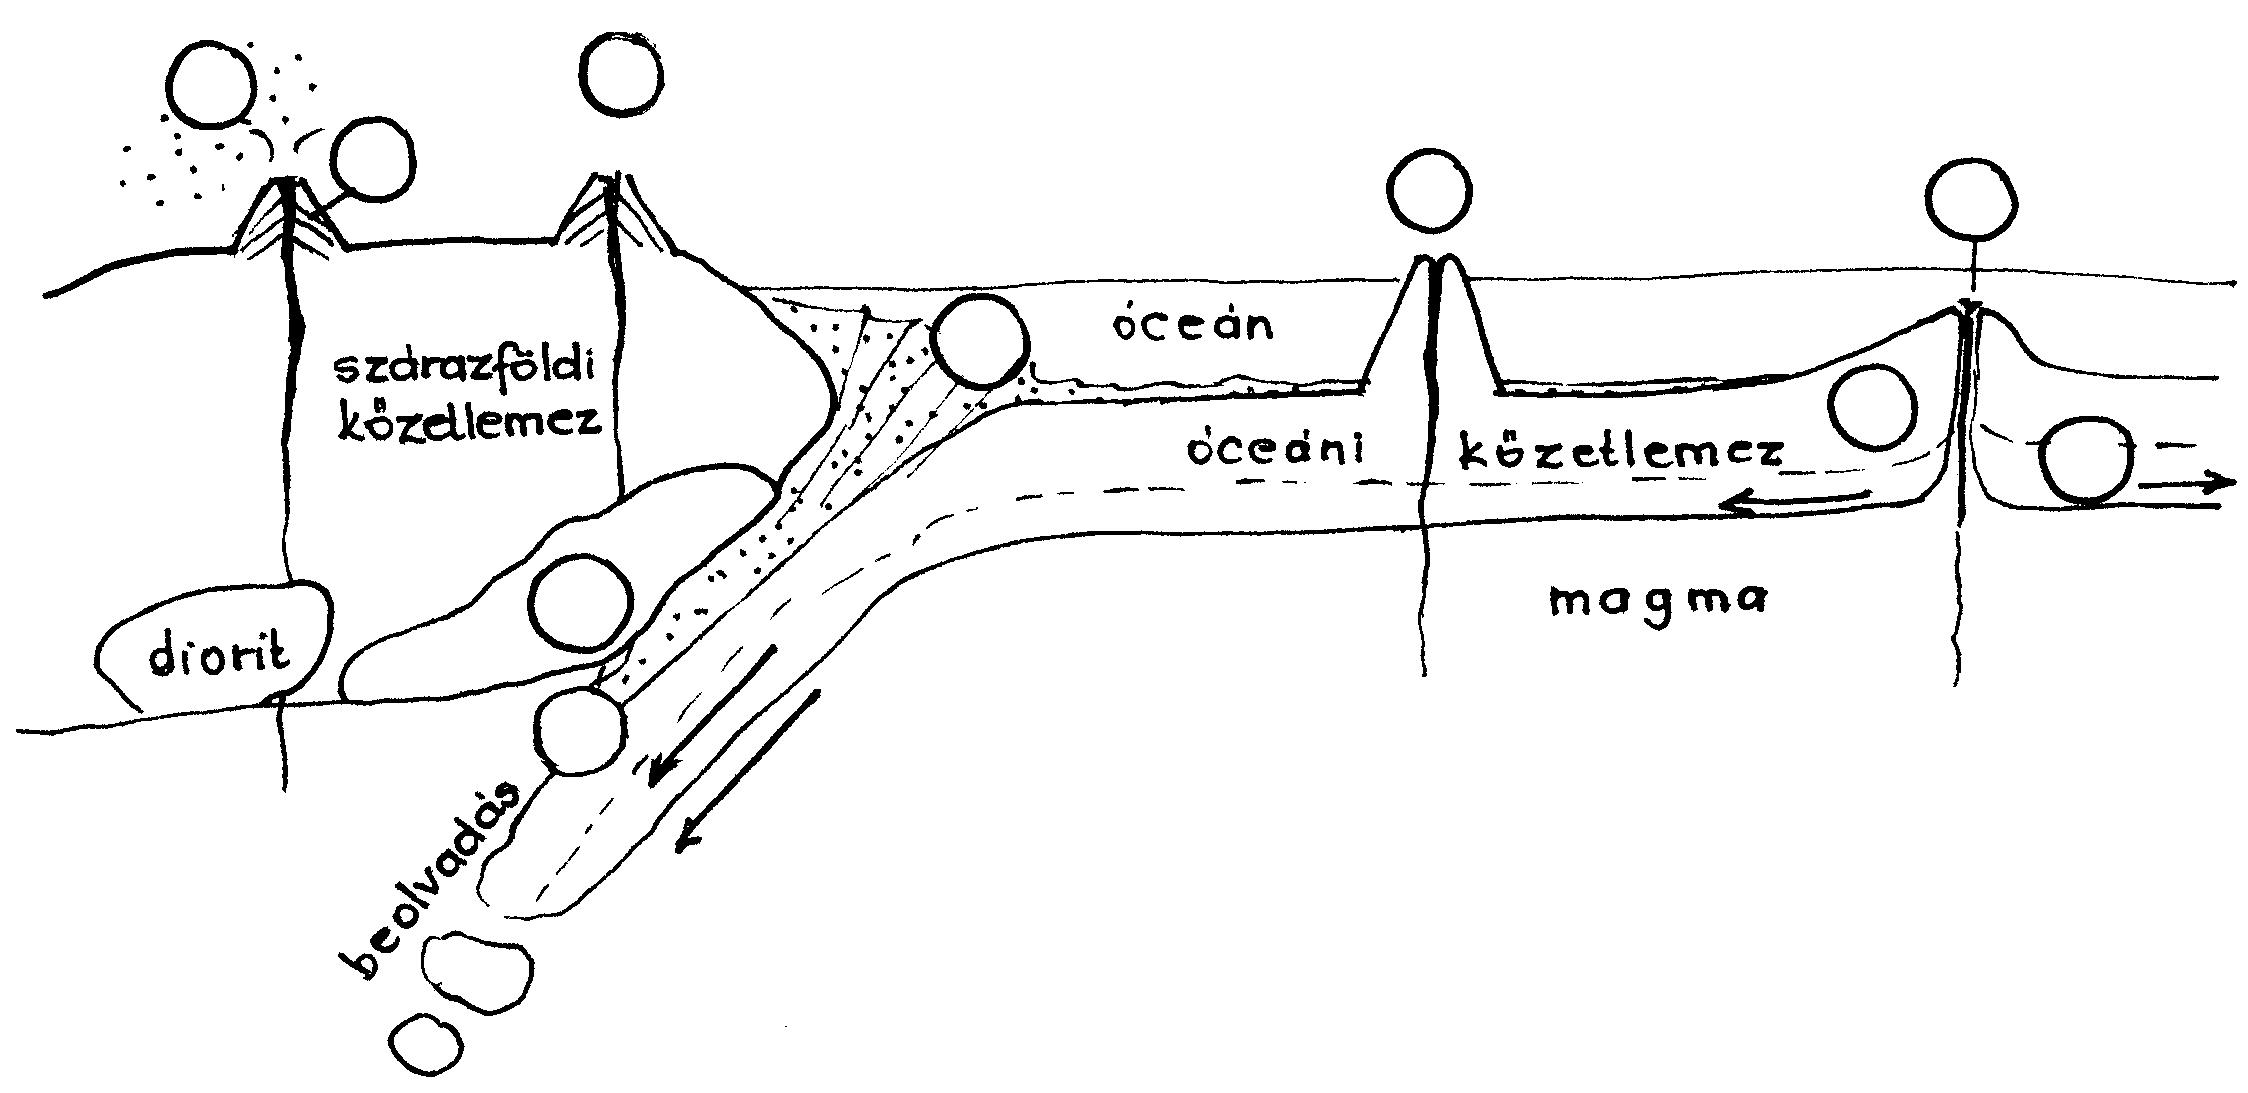 óceán
szárazföldi
kőzetlemez
óceáni kőzetlemez
magma
diorit
beolvadás